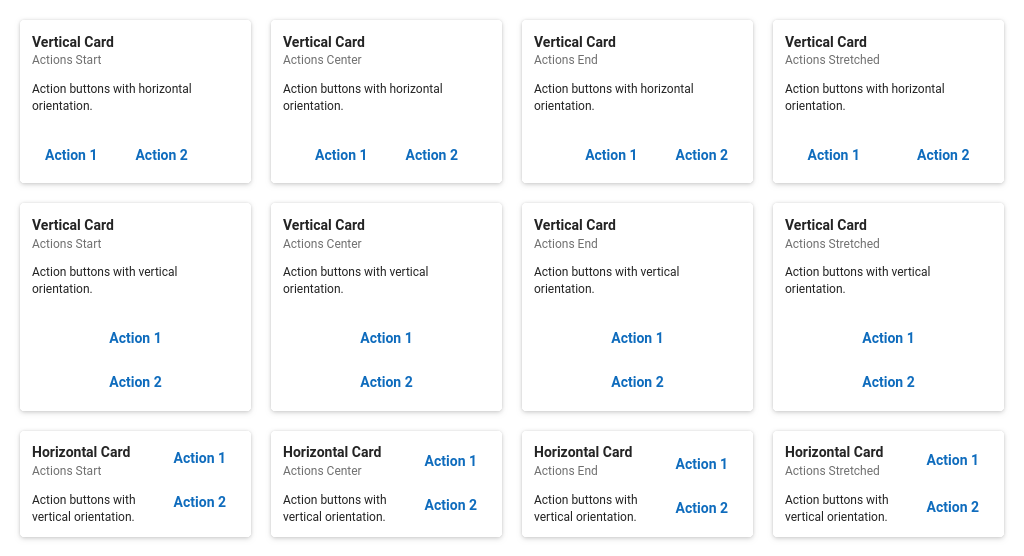 Vertical Card
Actions Start
Action buttons with horizontal
orientation.
Action 1 Action 2
Vertical Card
Actions Center
Action buttons with horizontal
orientation.
Action 1 Action 2
Vertical Card
Actions End
Action buttons with horizontal
orientation.
Action 1 Action 2
Vertical Card
Actions Stretched
Action buttons with horizontal
orientation.
Action 1 Action 2
Vertical Card
Actions Start
Action buttons with vertical
orientation.
Action 1
Action 2
Vertical Card
Actions Center
Action buttons with vertical
orientation.
Action 1
Action 2
Vertical Card
Actions End
Action buttons with vertical
orientation.
Action 1
Action 2
Vertical Card
Actions Stretched
Action buttons with vertical
orientation.
Action 1
Action 2
Horizontal Card
Actions Start
Action buttons with
vertical orientation.
Action 1
Action 2
Horizontal Card
Actions Center
Action buttons with
vertical orientation.
Action 1
Action 2
Horizontal Card
Actions End
Action buttons with
vertical orientation.
Action 1
Action 2
Horizontal Card
Actions Stretched
Action buttons with
vertical orientation.
Action 1
Action 2